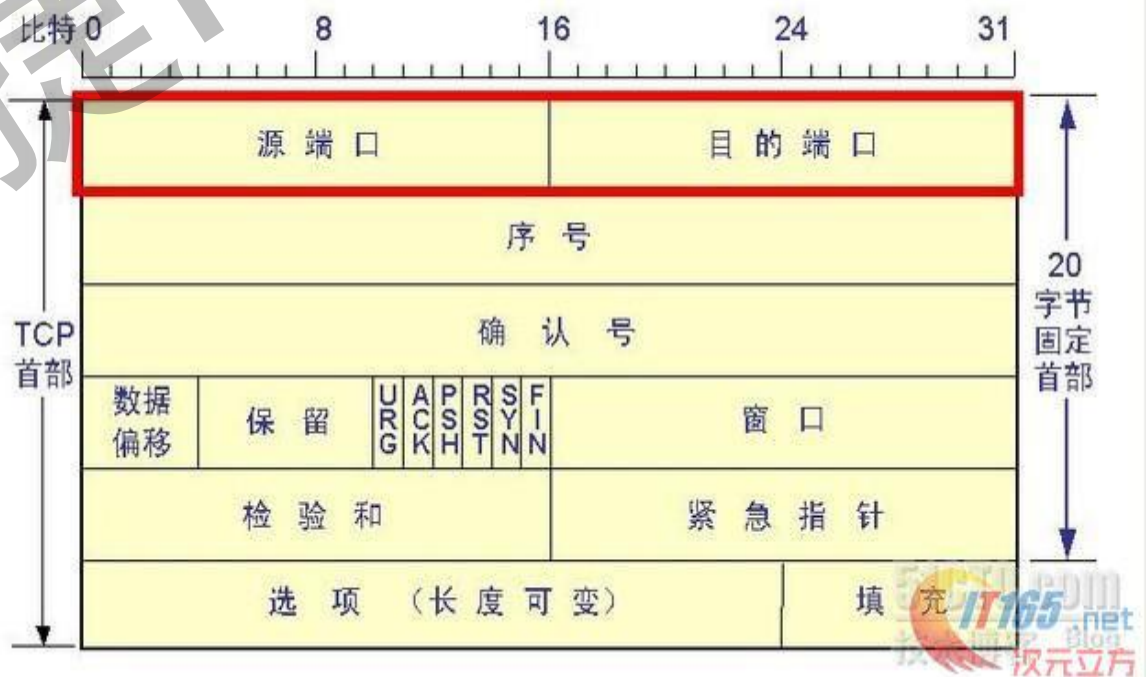 比特 0 8 16 24 31
源端口 目的端口
序号
确认号
TCP
首部
20
字节
固定
首部
数据
偏移
保留
URG ACK PSH RST SYN FIN
窗口
检验和 紧急指针
选项 (长度可变) 填充
IT165.net
Blog
次元立方